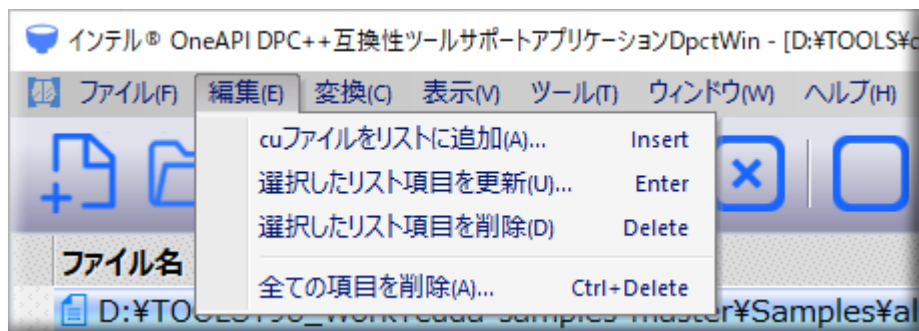 インテル® OneAPI DPC++互換性ツールサポートアプリケーションDpctWin - [D:¥TOOLS¥
ファイル(F) 編集(E) 変換(C) 表示(V) ツール(T) ウィンドウ(W) ヘルプ(H)
cuファイルをリストに追加(A)... Insert
選択したリスト項目を更新(U)... Enter
選択したリスト項目を削除(D) Delete
ファイル名
全ての項目を削除(A)... Ctrl+Delete
D:¥TO